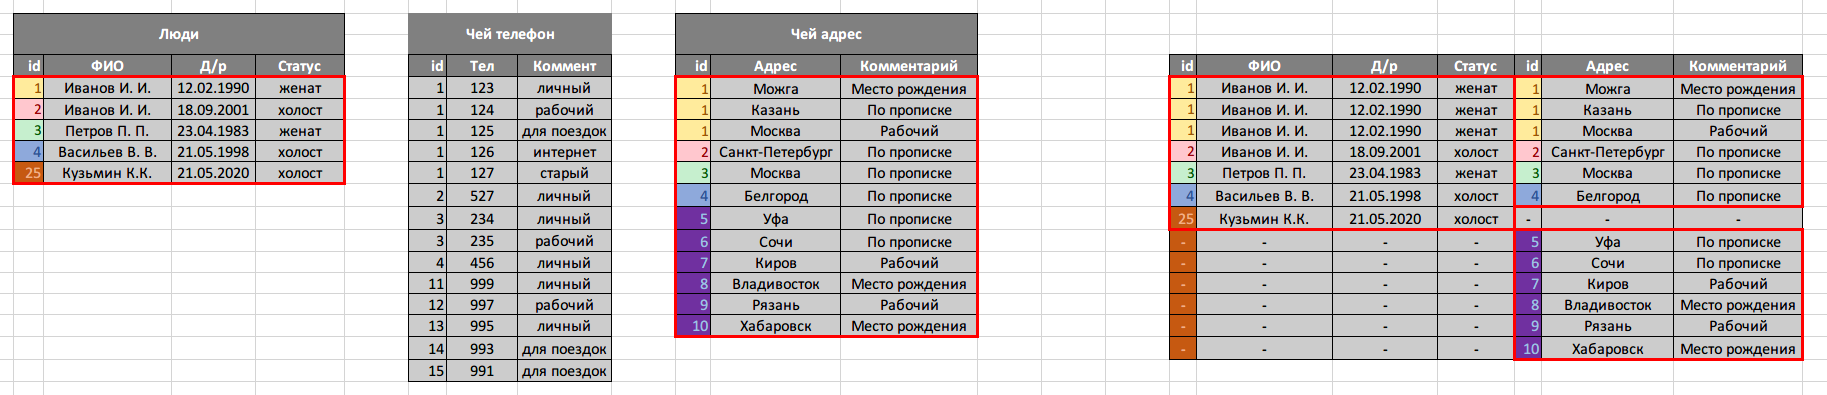 Люди
id ФИО Д/р Статус
1 Иванов И. И. 12.02.1990 женат
2 Иванов И. И. 18.09.2001 холост
3 Петров П. П. 23.04.1983 женат
4 Васильев В. В. 21.05.1998 холост
25 Кузьмин К.К. 21.05.2020 холост
Чей телефон
id Тел Коммент
1 123 личный
1 124 рабочий
1 125 для поездок
1 126 интернет
1 127 старый
2 527 личный
3 234 личный
3 235 рабочий
4 456 личный
11 999 личный
12 997 рабочий
13 995 личный
14 993 для поездок
15 991 для поездок
Чей адрес
id Адрес Комментарий
1 Можга Место рождения
1 Казань По прописке
1 Москва Рабочий
2 Санкт-Петербург По прописке
3 Москва По прописке
4 Белгород По прописке
5 Уфа По прописке
6 Сочи По прописке
7 Киров Рабочий
8 Владивосток Место рождения
9 Рязань Рабочий
10 Хабаровск Место рождения
id ФИО Д/р Статус id Адрес Комментарий
1 Иванов И. И. 12.02.1990 женат 1 Можга Место рождения
1 Иванов И. И. 12.02.1990 женат 1 Казань По прописке
1 Иванов И. И. 12.02.1990 женат 1 Москва Рабочий
2 Иванов И. И. 18.09.2001 холост 2 Санкт-Петербург По прописке
3 Петров П. П. 23.04.1983 женат 3 Москва По прописке
4 Васильев В. В. 21.05.1998 холост 4 Белгород По прописке
25 Кузьмин К.К. 21.05.2020 холост - - -
- - - - 5 Уфа По прописке
- - - - 6 Сочи По прописке
- - - - 7 Киров Рабочий
- - - - 8 Владивосток Место рождения
- - - - 9 Рязань Рабочий
- - - - 10 Хабаровск Место рождения